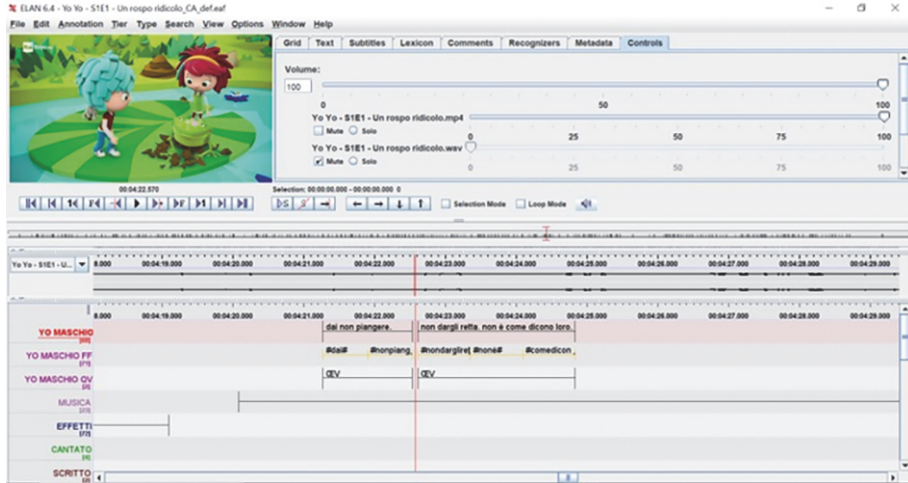 ELAN 6.4 - Yo Yo - S1E1 - Un rospo ridicolo_CA_def.eaf
File Edit Annotation Tier Type Search View Options Window Help
Grid Text Subtitles Lexicon Comments Recognizers Metadata Controls
Volume:
100
0 50 100
Yo Yo - S1E1 - Un rospo ridicolo.mp4
Mute Solo
0 25 50 75 100
Yo Yo - S1E1 - Un rospo ridicolo.wav
Mute Solo
0 25 50 75 100
00:04:22.570
Selection: 00:00:00.000 - 00:00:00.000 0
Selection Mode Loop Mode
Yo Yo - S1E1 - U...
8.000 00:04:19.000 00:04:20.000 00:04:21.000 00:04:22.000 00:04:23.000 00:04:24.000 00:04:25.000 00:04:26.000 00:04:27.000 00:04:28.000 00:04:29.000
8.000 00:04:19.000 00:04:20.000 00:04:21.000 00:04:22.000 00:04:23.000 00:04:24.000 00:04:25.000 00:04:26.000 00:04:27.000 00:04:28.000 00:04:29.000
YO MASCHIO dai non piangere. non dargli retta. non è come dicono loro.
YO MASCHIO FF #dai# #nonpiang #nondarglire #nonè# #comedicon
YO MASCHIO QV ŒV ŒV
MUSICA
EFFETTI
CANTATO
SCRITTO